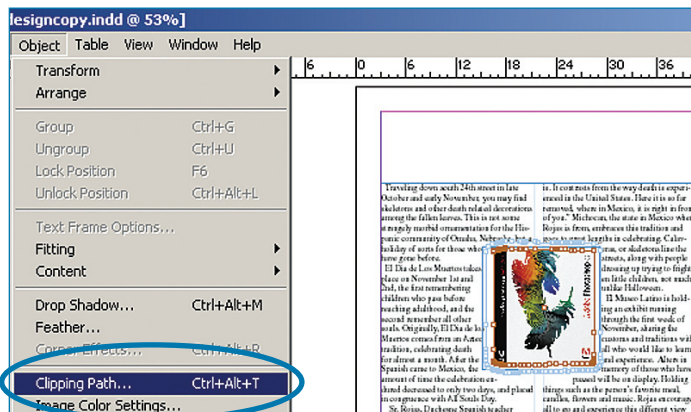 designcopy.indd @ 53%]
Object Table View Window Help
Transform
Arrange
Group Ctrl+G
Ungroup Ctrl+U
Lock Position F6
Unlock Position Ctrl+Alt+L
Text Frame Options...
Fitting
Content
Drop Shadow... Ctrl+Alt+M
Feather...
Corner Effects... Ctrl+Alt+R
Clipping Path... Ctrl+Alt+T
Image Color Settings...
6 0 6 12 18 24 30 36
Traveling down south 24th street in late
October and early November, you may find
skeletons and other death related decorations
among the fallen leaves. This is not some
strangely morbid ornamentation for the His-
panic community of Omaha, Nebraska, but a
holiday of sorts for those who
have gone before.
El Dia de Los Muertos takes
place on November 1st and
2nd, the first remembering
children who pass before
reaching adulthood, and the
second remember all other
souls. Originally, El Dia de los
Muertos comes from an Aztec
tradition, celebrating death
for almost a month. After the
Spanish came to Mexico, the
amount of time the celebration en-
dured decreased to only two days, and placed
in congruence with All Souls Day.
Sr. Rojas, Duchesne Spanish teacher
in. It contrasts from the way death is experi-
enced in the United States. Here it is so far
removed, where in Mexico, it is right in front
of you." Michocan, the state in Mexico where
Rojas is from, embraces this tradition and
goes to great lengths in celebrating. Calav-
eras, or skeletons line the
streets, along with people
dressing up trying to fright
en little children, not much
unlike Halloween.
El Museo Latino is hold-
ing an exhibit running
through the first week of
November, sharing the
customs and traditions with
all who would like to learn
and experience. Alters in
memory of those who have
passed will be on display. Holding
things such as the person's favorite meal,
candles, flowers and music. Rojas encourages
all to go and experience this different view